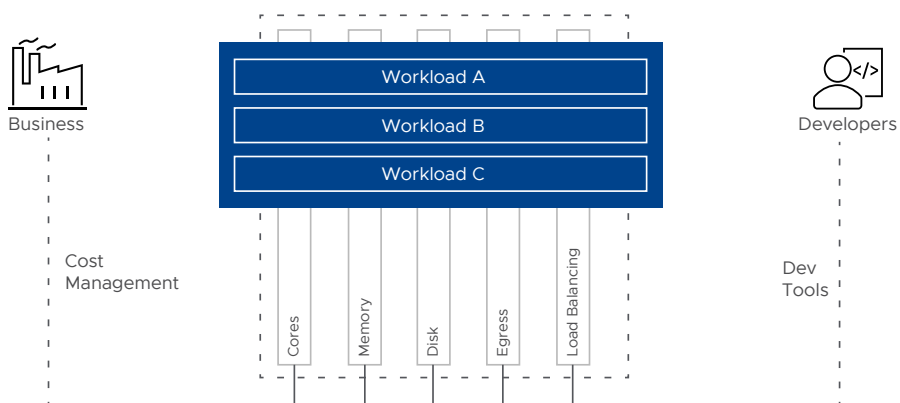 Workload A
Workload B
Workload C
Business
Developers
Cost
Management
Dev
Tools
Cores
Memory
Disk
Egress
Load Balancing
</>